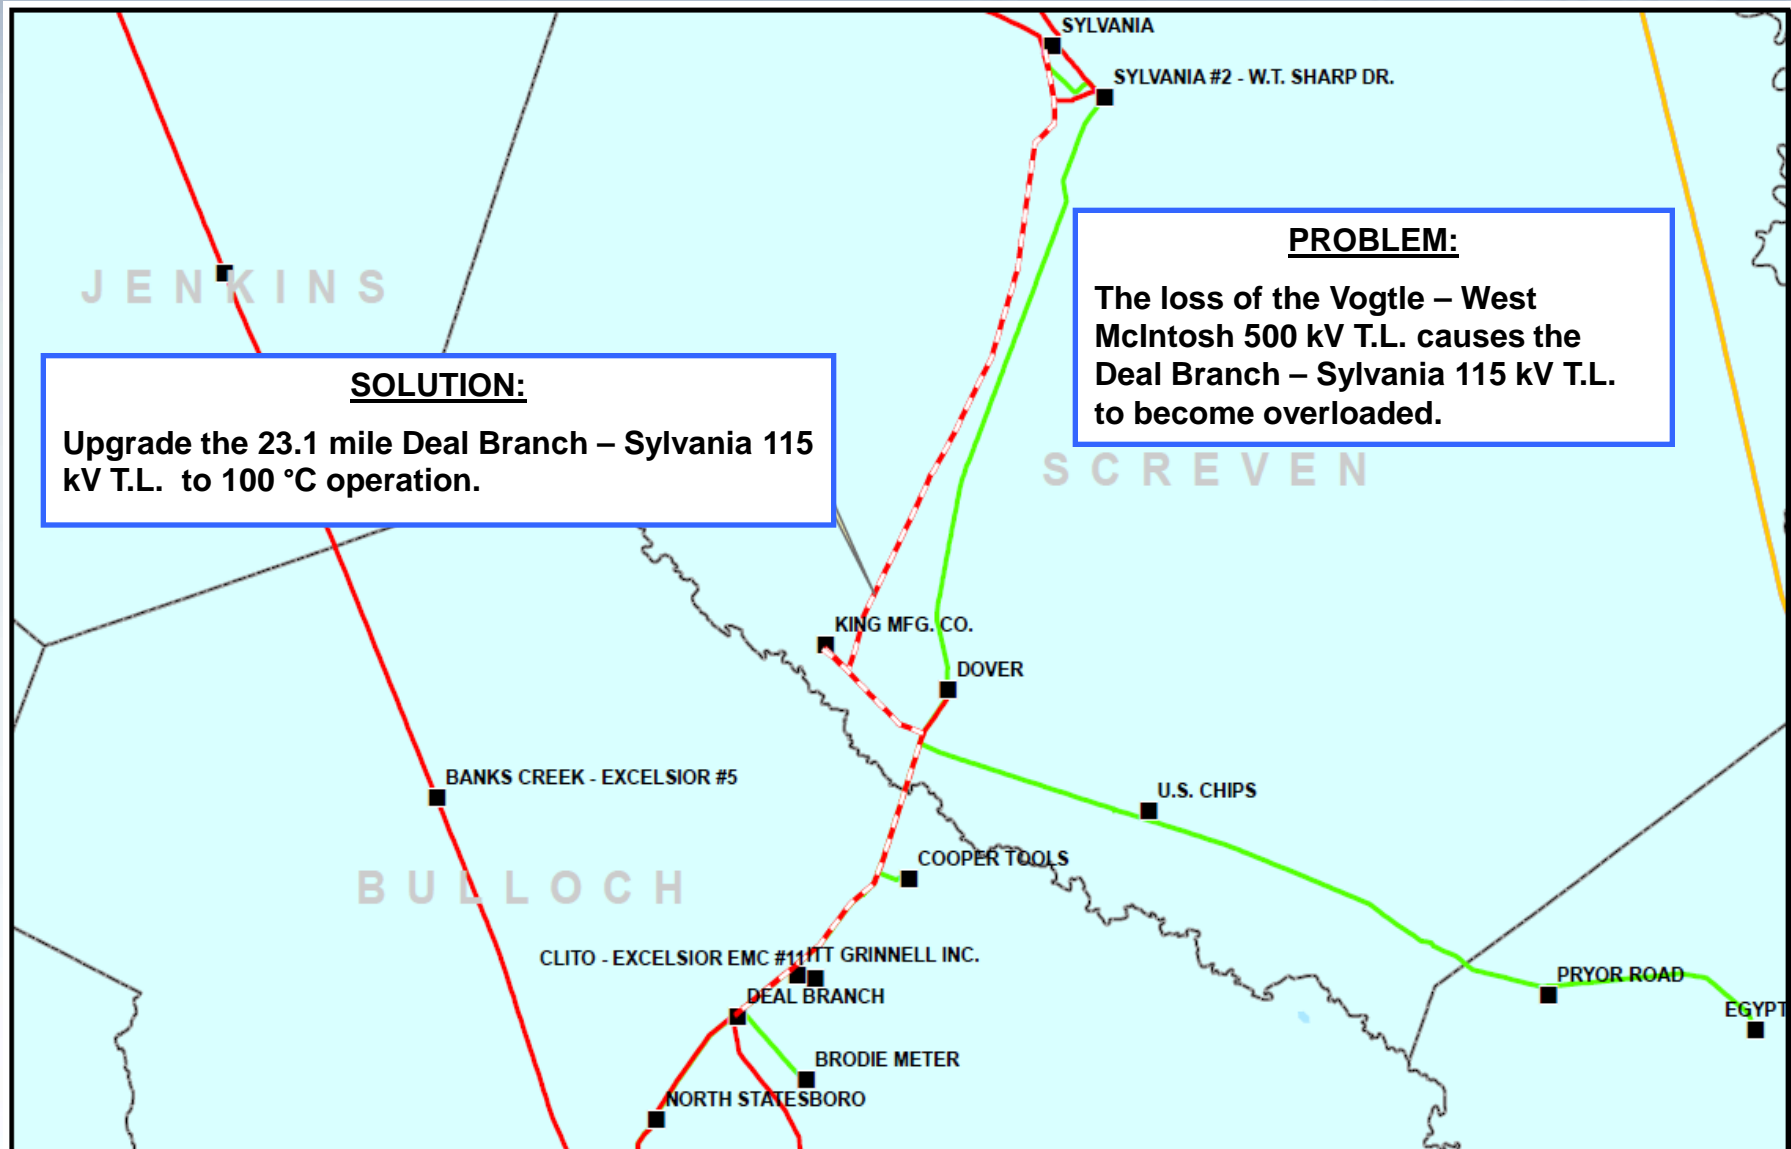 SYLVANIA
SYLVANIA #2 - W.T. SHARP DR.
PROBLEM:
The loss of the Vogtle – West
McIntosh 500 kV T.L. causes the
Deal Branch – Sylvania 115 kV T.L.
to become overloaded.
JENKINS
SOLUTION:
Upgrade the 23.1 mile Deal Branch – Sylvania 115
kV T.L. to 100 °C operation.
SCREVEN
KING MFG. CO.
DOVER
BANKS CREEK - EXCELSIOR #5
U.S. CHIPS
COOPER TOOLS
BULLOCH
CLITO - EXCELSIOR EMC #11
ITT GRINNELL INC.
PRYOR ROAD
DEAL BRANCH
EGYPT
BRODIE METER
NORTH STATESBORO